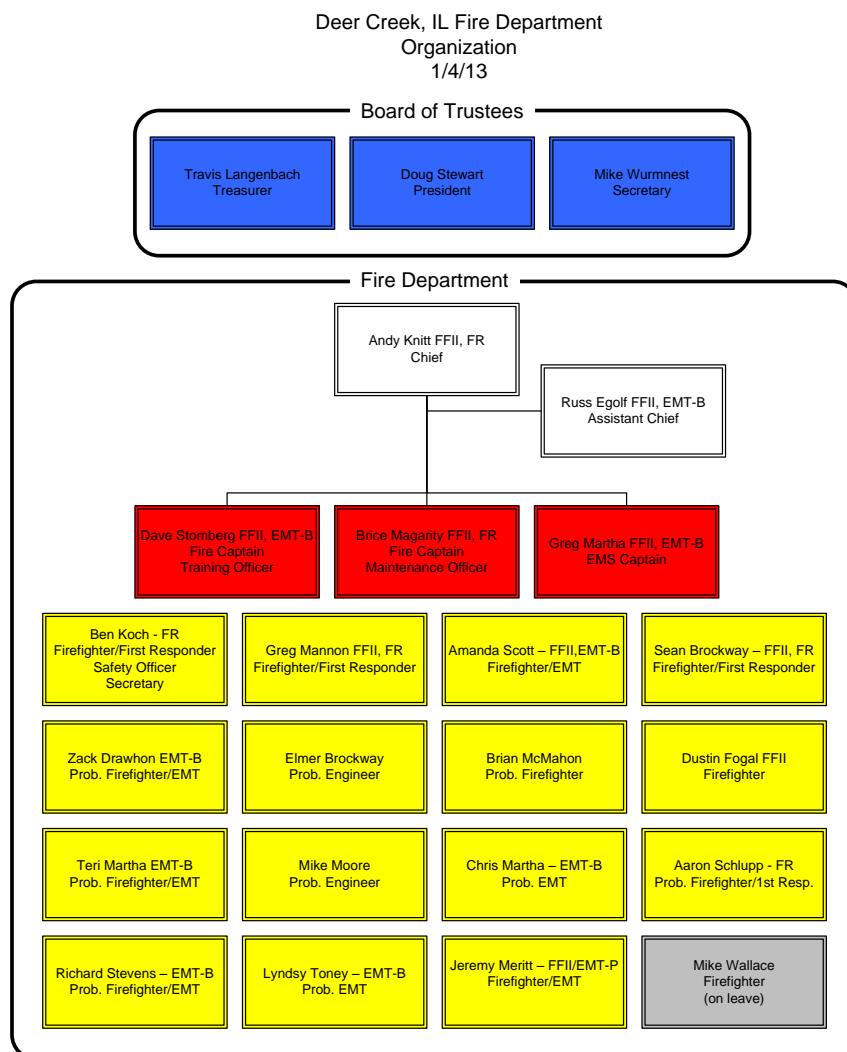 Deer Creek, IL Fire Department
Organization
1/4/13
Board of Trustees
Travis Langenbach
Treasurer
Doug Stewart
President
Mike Wurmnest
Secretary
Fire Department
Andy Knitt FFII, FR
Chief
Russ Egolf FFII, EMT-B
Assistant Chief
Dave Stomberg FFII, EMT-B
Fire Captain
Training Officer
Brice Magarity FFII, FR
Fire Captain
Maintenance Officer
Greg Martha FFII, EMT-B
EMS Captain
Ben Koch - FR
Firefighter/First Responder
Safety Officer
Secretary
Greg Mannon FFII, FR
Firefighter/First Responder
Amanda Scott – FFII,EMT-B
Firefighter/EMT
Sean Brockway – FFII, FR
Firefighter/First Responder
Zack Drawhon EMT-B
Prob. Firefighter/EMT
Elmer Brockway
Prob. Engineer
Brian McMahon
Prob. Firefighter
Dustin Fogal FFII
Firefighter
Teri Martha EMT-B
Prob. Firefighter/EMT
Mike Moore
Prob. Engineer
Chris Martha – EMT-B
Prob. EMT
Aaron Schlupp - FR
Prob. Firefighter/1st Resp.
Richard Stevens – EMT-B
Prob. Firefighter/EMT
Lyndsy Toney – EMT-B
Prob. EMT
Jeremy Meritt – FFII/EMT-P
Firefighter/EMT
Mike Wallace
Firefighter
(on leave)